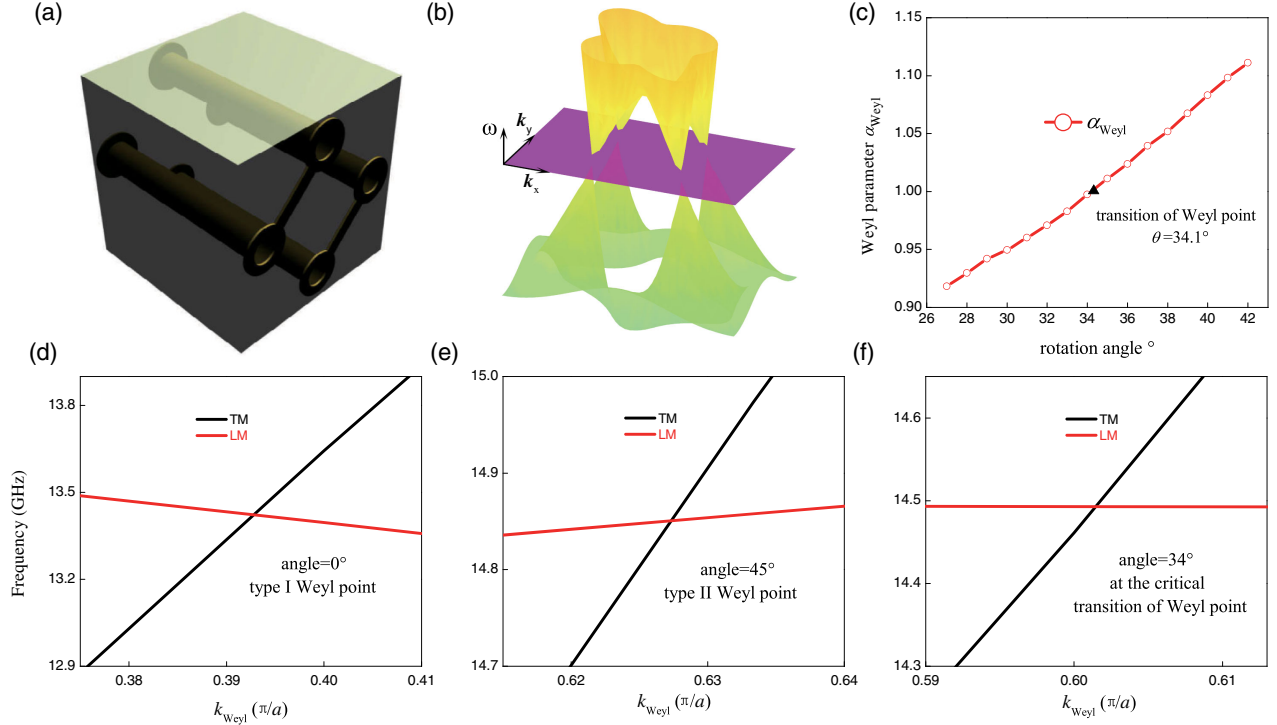 (a)
(b)
ω
k_y
k_x
(c)
Weyl parameter α_Weyl
1.15
1.10
1.05
1.00
0.95
0.90
α_Weyl
transition of Weyl point
θ=34.1°
26 28 30 32 34 36 38 40 42
rotation angle °
(d)
Frequency (GHz)
13.8
13.5
13.2
12.9
TM
LM
angle=0°
type I Weyl point
0.38 0.39 0.40 0.41
k_Weyl (π/a)
(e)
15.0
14.9
14.8
14.7
TM
LM
angle=45°
type II Weyl point
0.62 0.63 0.64
k_Weyl (π/a)
(f)
14.6
14.5
14.4
14.3
TM
LM
angle=34°
at the critical
transition of Weyl point
0.59 0.60 0.61
k_Weyl (π/a)